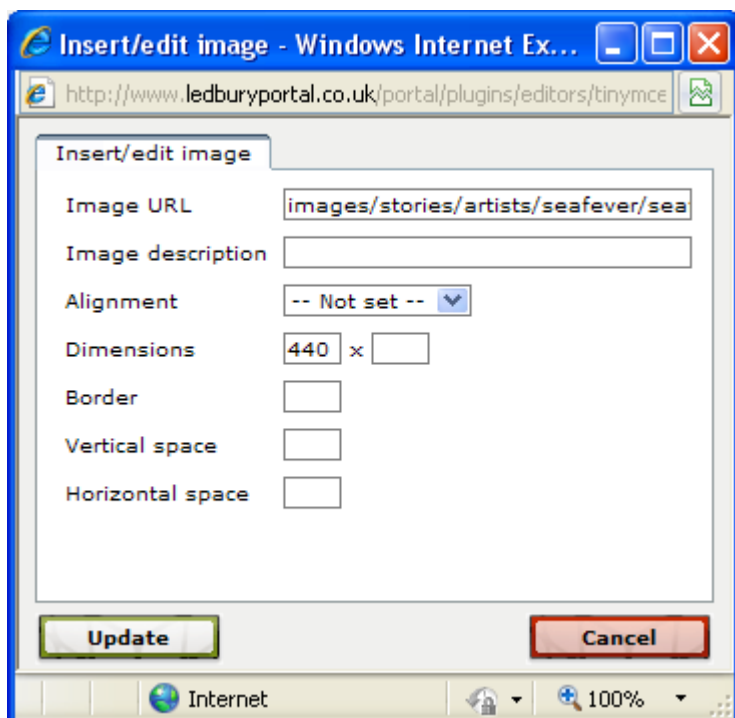 Insert/edit image - Windows Internet Ex...
http://www.ledburyportal.co.uk/portal/plugins/editors/tinymce
Insert/edit image
Image URL images/stories/artists/seafever/sea
Image description
Alignment -- Not set --
Dimensions 440 x
Border
Vertical space
Horizontal space
Update Cancel
Internet 100%